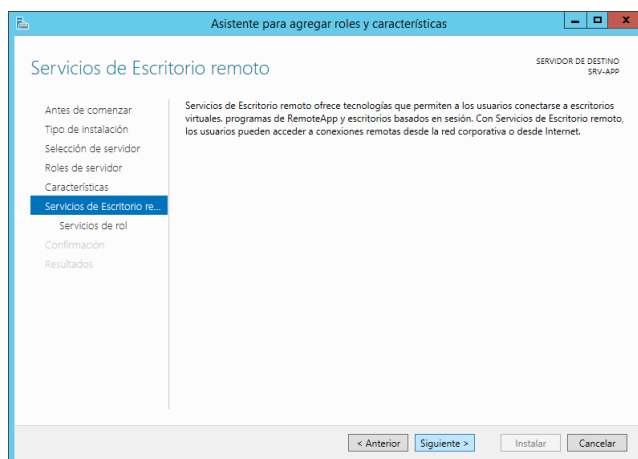 Asistente para agregar roles y características
Servicios de Escritorio remoto
SERVIDOR DE DESTINO
SRV-APP
Antes de comenzar
Tipo de instalación
Selección de servidor
Roles de servidor
Características
Servicios de Escritorio re...
Servicios de rol
Confirmación
Resultados
Servicios de Escritorio remoto ofrece tecnologías que permiten a los usuarios conectarse a escritorios
virtuales. programas de RemoteApp y escritorios basados en sesión. Con Servicios de Escritorio remoto,
los usuarios pueden acceder a conexiones remotas desde la red corporativa o desde Internet.
< Anterior
Siguiente >
Instalar
Cancelar